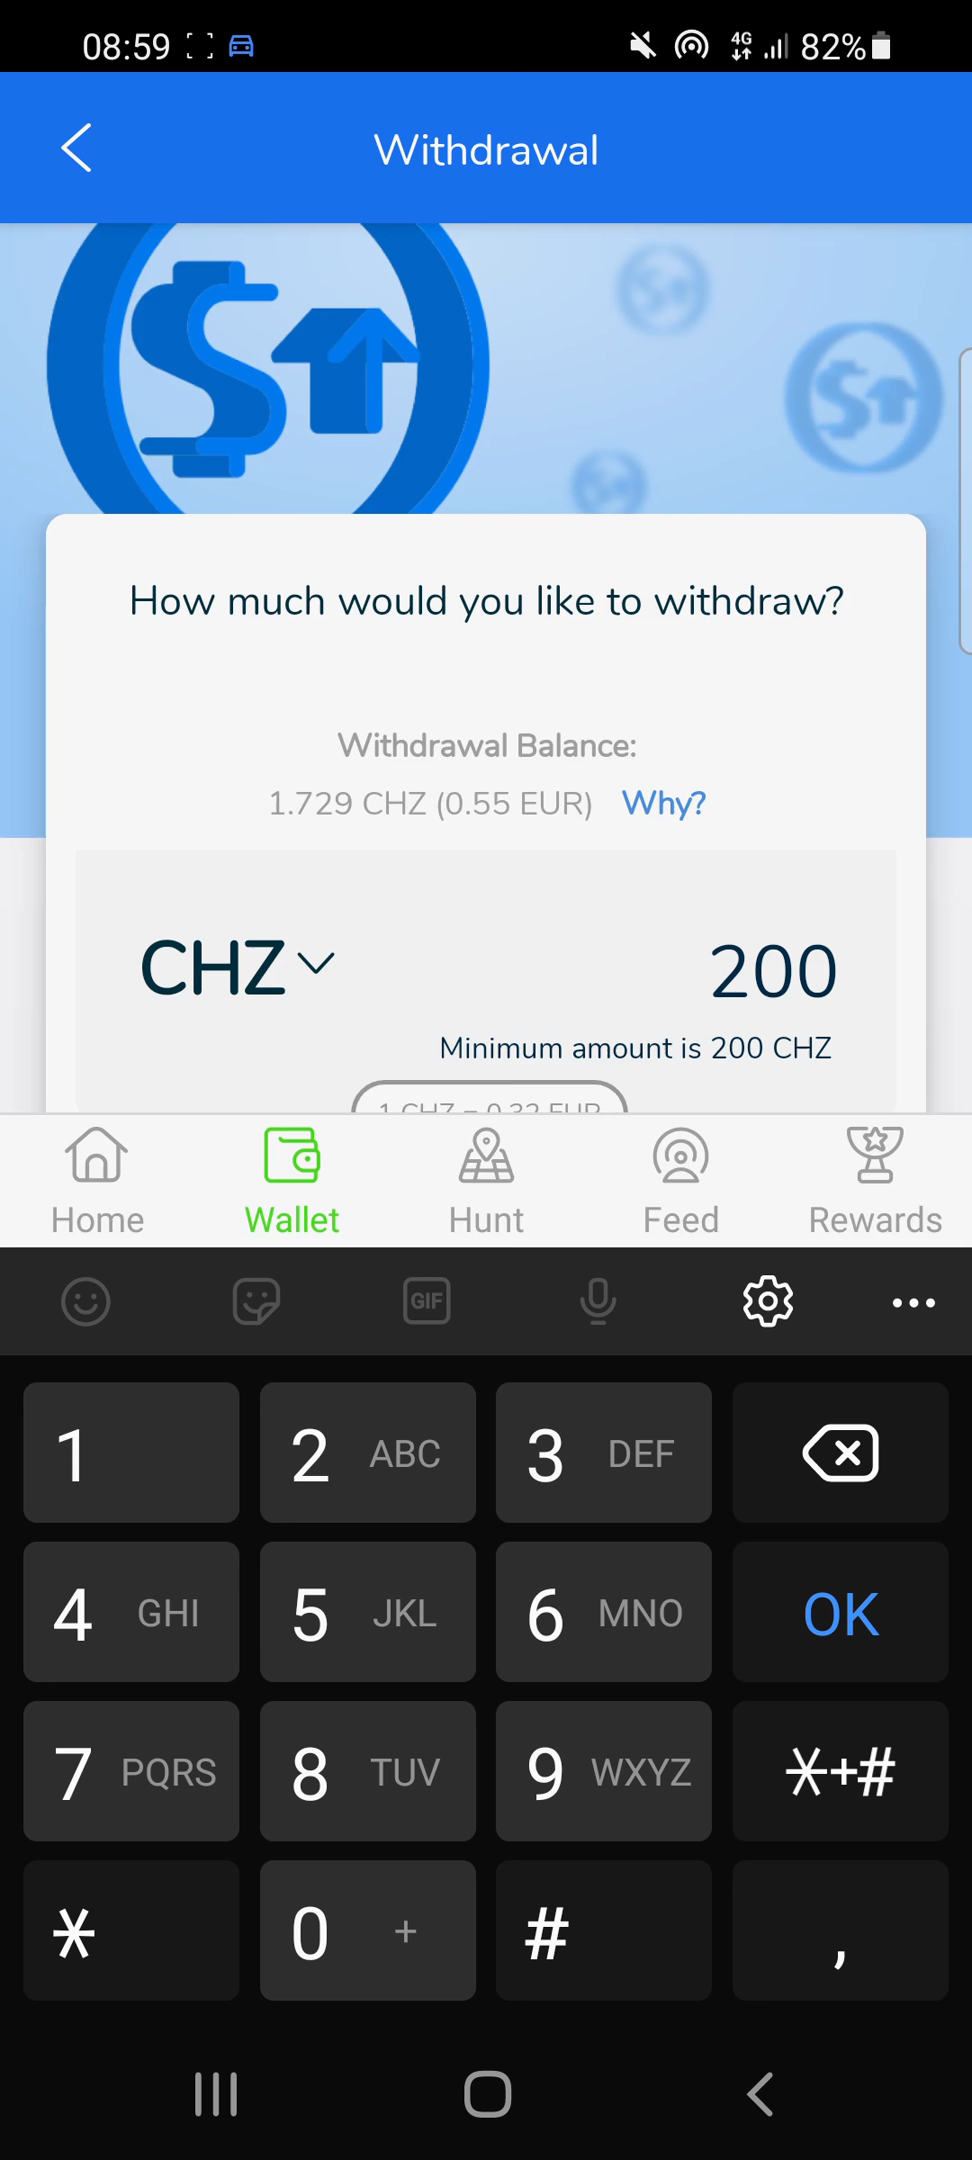 08:59 4G 82%
Withdrawal
How much would you like to withdraw?
Withdrawal Balance:
1.729 CHZ (0.55 EUR) Why?
CHZ 200
Minimum amount is 200 CHZ
1 CHZ = 0.32 EUR
Home Wallet Hunt Feed Rewards
GIF
1 2 ABC 3 DEF
4 GHI 5 JKL 6 MNO OK
7 PQRS 8 TUV 9 WXYZ *+#
* 0 + # ,